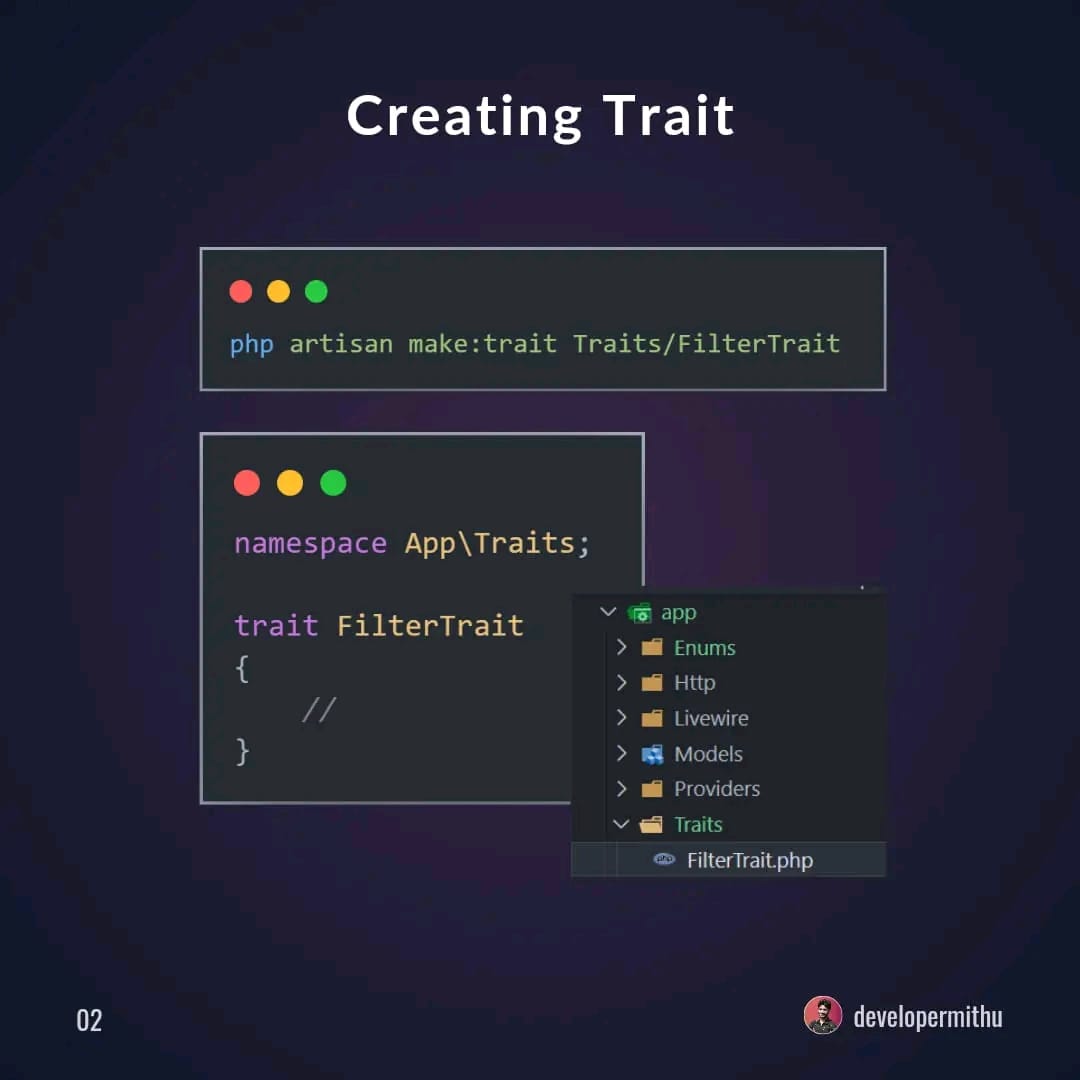 Creating Trait
php artisan make:trait Traits/FilterTrait
namespace App\Traits;
trait FilterTrait
{
//
}
app
Enums
Http
Livewire
Models
Providers
Traits
php FilterTrait.php
02
developermithu